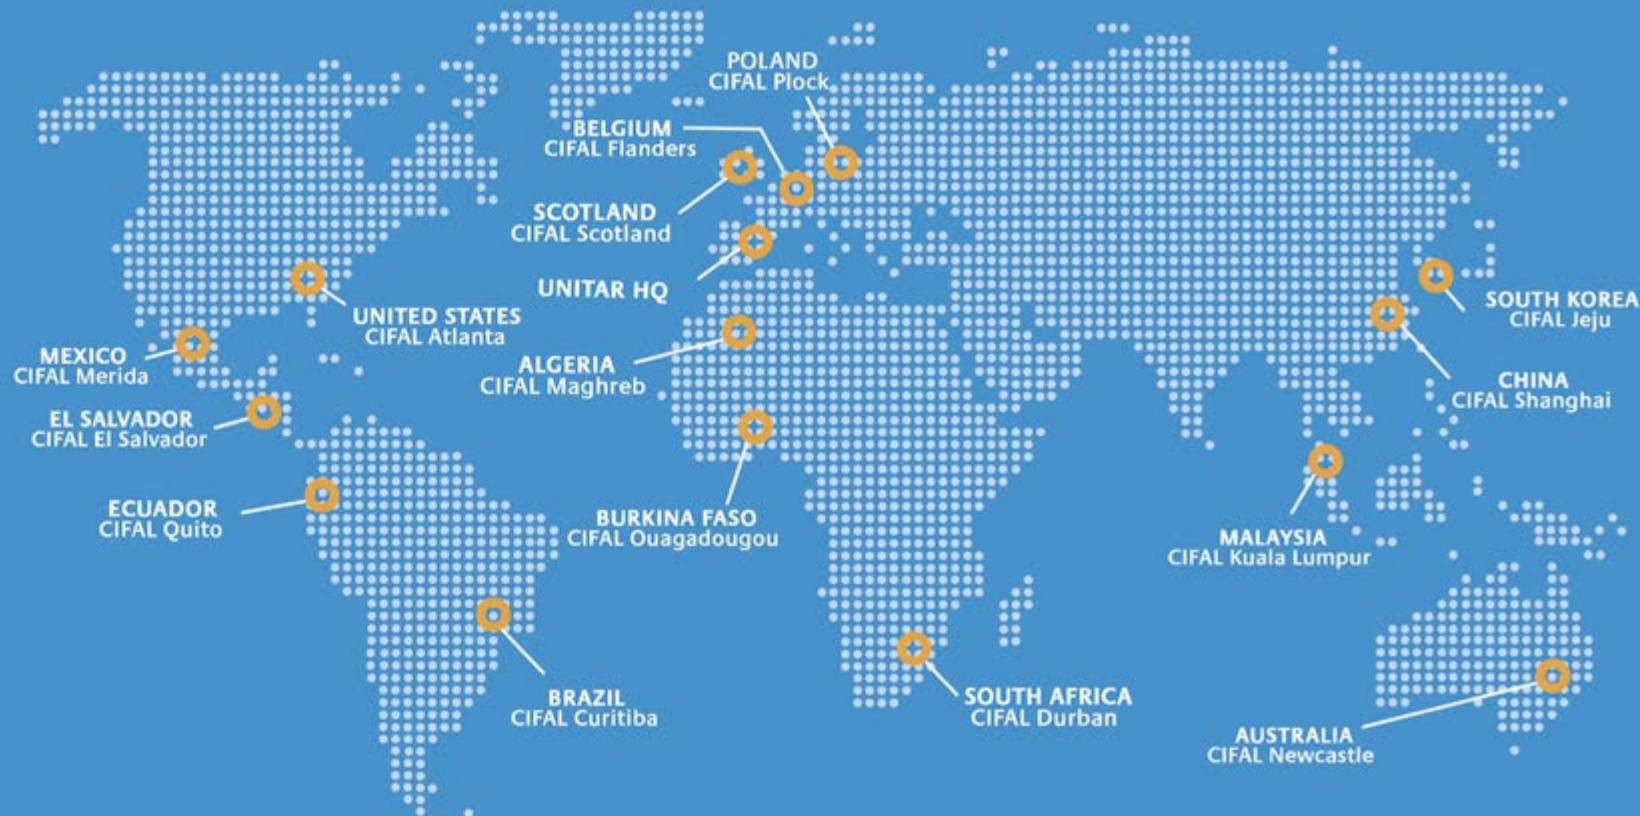 POLAND
CIFAL Plock
BELGIUM
CIFAL Flanders
SCOTLAND
CIFAL Scotland
UNITAR HQ
UNITED STATES
CIFAL Atlanta
MEXICO
CIFAL Merida
ALGERIA
CIFAL Maghreb
SOUTH KOREA
CIFAL Jeju
CHINA
CIFAL Shanghai
EL SALVADOR
CIFAL El Salvador
ECUADOR
CIFAL Quito
BURKINA FASO
CIFAL Ouagadougou
MALAYSIA
CIFAL Kuala Lumpur
BRAZIL
CIFAL Curitiba
SOUTH AFRICA
CIFAL Durban
AUSTRALIA
CIFAL Newcastle